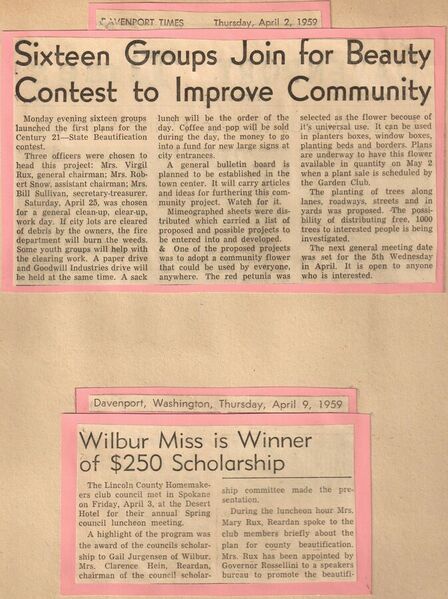 DAVENPORT TIMES Thursday, April 2, 1959
Sixteen Groups Join for Beauty
Contest to Improve Community
Monday evening sixteen groups
launched the first plans for the
Century 21—State Beautification
contest.
Three officers were chosen to
head this project: Mrs. Virgil
Rux, general chairman; Mrs. Rob-
ert Snow, assistant chairman; Mrs.
Bill Sullivan, secretary-treasurer.
Saturday, April 25, was chosen
for a general clean-up, clear-up,
work day. If city lots are cleared
of debris by the owners, the fire
department will burn the weeds.
Some youth groups will help with
the clearing work. A paper drive
and Goodwill Industries drive will
be held at the same time. A sack
lunch will be the order of the
day. Coffee and pop will be sold
during the day, the money to go
into a fund for new large signs at
city entrances.
A general bulletin board is
planned to be established in the
town center. It will carry articles
and ideas for furthering this com-
munity project. Watch for it.
Mimeographed sheets were dis-
tributed which carried a list of
proposed and possible projects to
be entered into and developed.
& One of the proposed projects
was to adopt a community flower
that could be used by everyone,
anywhere. The red petunia was
selected as the flower becouse of
it's universal use. It can be used
in planters boxes, window boxes,
planting beds and borders. Plans
are underway to have this flower
available in quantity on May 2
when a plant sale is scheduled by
the Garden Club.
The planting of trees along
lanes, roadways, streets and in
yards was proposed. The possi-
bility of distributing free, 1000
trees to interested people is being
investigated.
The next general meeting date
was set for the 5th Wednesday
in April. It is open to anyone
who is interested.
Davenport, Washington, Thursday, April 9, 1959
Wilbur Miss is Winner
of $250 Scholarship
The Lincoln County Homemak-
ers club council met in Spokane
on Friday, April 3, at the Desert
Hotel for their annual Spring
council luncheon meeting.
A highlight of the program was
the award of the councils scholar-
ship to Gail Jurgensen of Wilbur.
Mrs. Clarence Hein, Reardan,
chairman of the council scholar-
ship committee made the pre-
sentation.
During the luncheon hour Mrs.
Mary Rux, Reardan spoke to the
club members briefly about the
plan for county beautification.
Mrs. Rux has been appointed by
Governor Rossellini to a speakers
bureau to promote the beautifi-